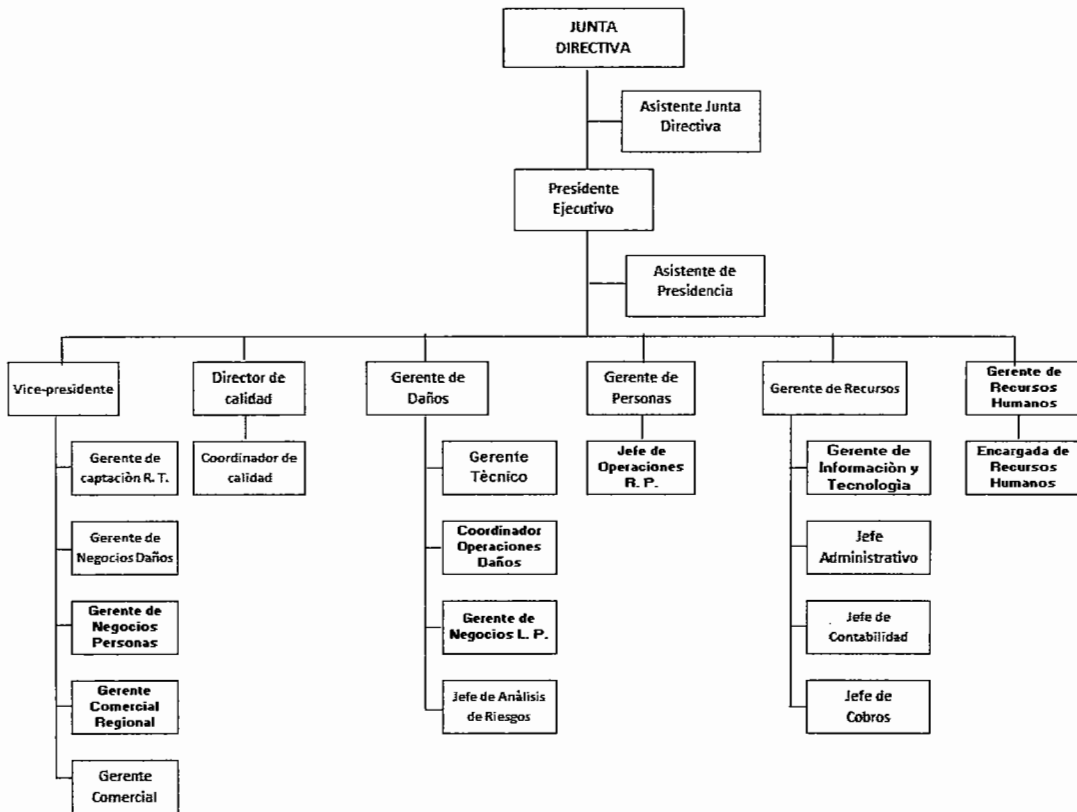 JUNTA
DIRECTIVA
Asistente Junta
Directiva
Presidente
Ejecutivo
Asistente de
Presidencia
Vice-presidente
Director de
calidad
Gerente de
Daños
Gerente de
Personas
Gerente de Recursos
Gerente de
Recursos
Humanos
Gerente de
captaciòn R. T.
Coordinador de
calidad
Gerente
Tècnico
Jefe de
Operaciones
R. P.
Gerente de
Informaciòn y
Tecnologìa
Encargada de
Recursos
Humanos
Gerente de
Negocios Daños
Coordinador
Operaciones
Daños
Jefe
Administrativo
Gerente de
Negocios
Personas
Gerente de
Negocios L. P.
Jefe de
Contabilidad
Gerente
Comercial
Regional
Jefe de Anàlisis
de Riesgos
Jefe de
Cobros
Gerente
Comercial